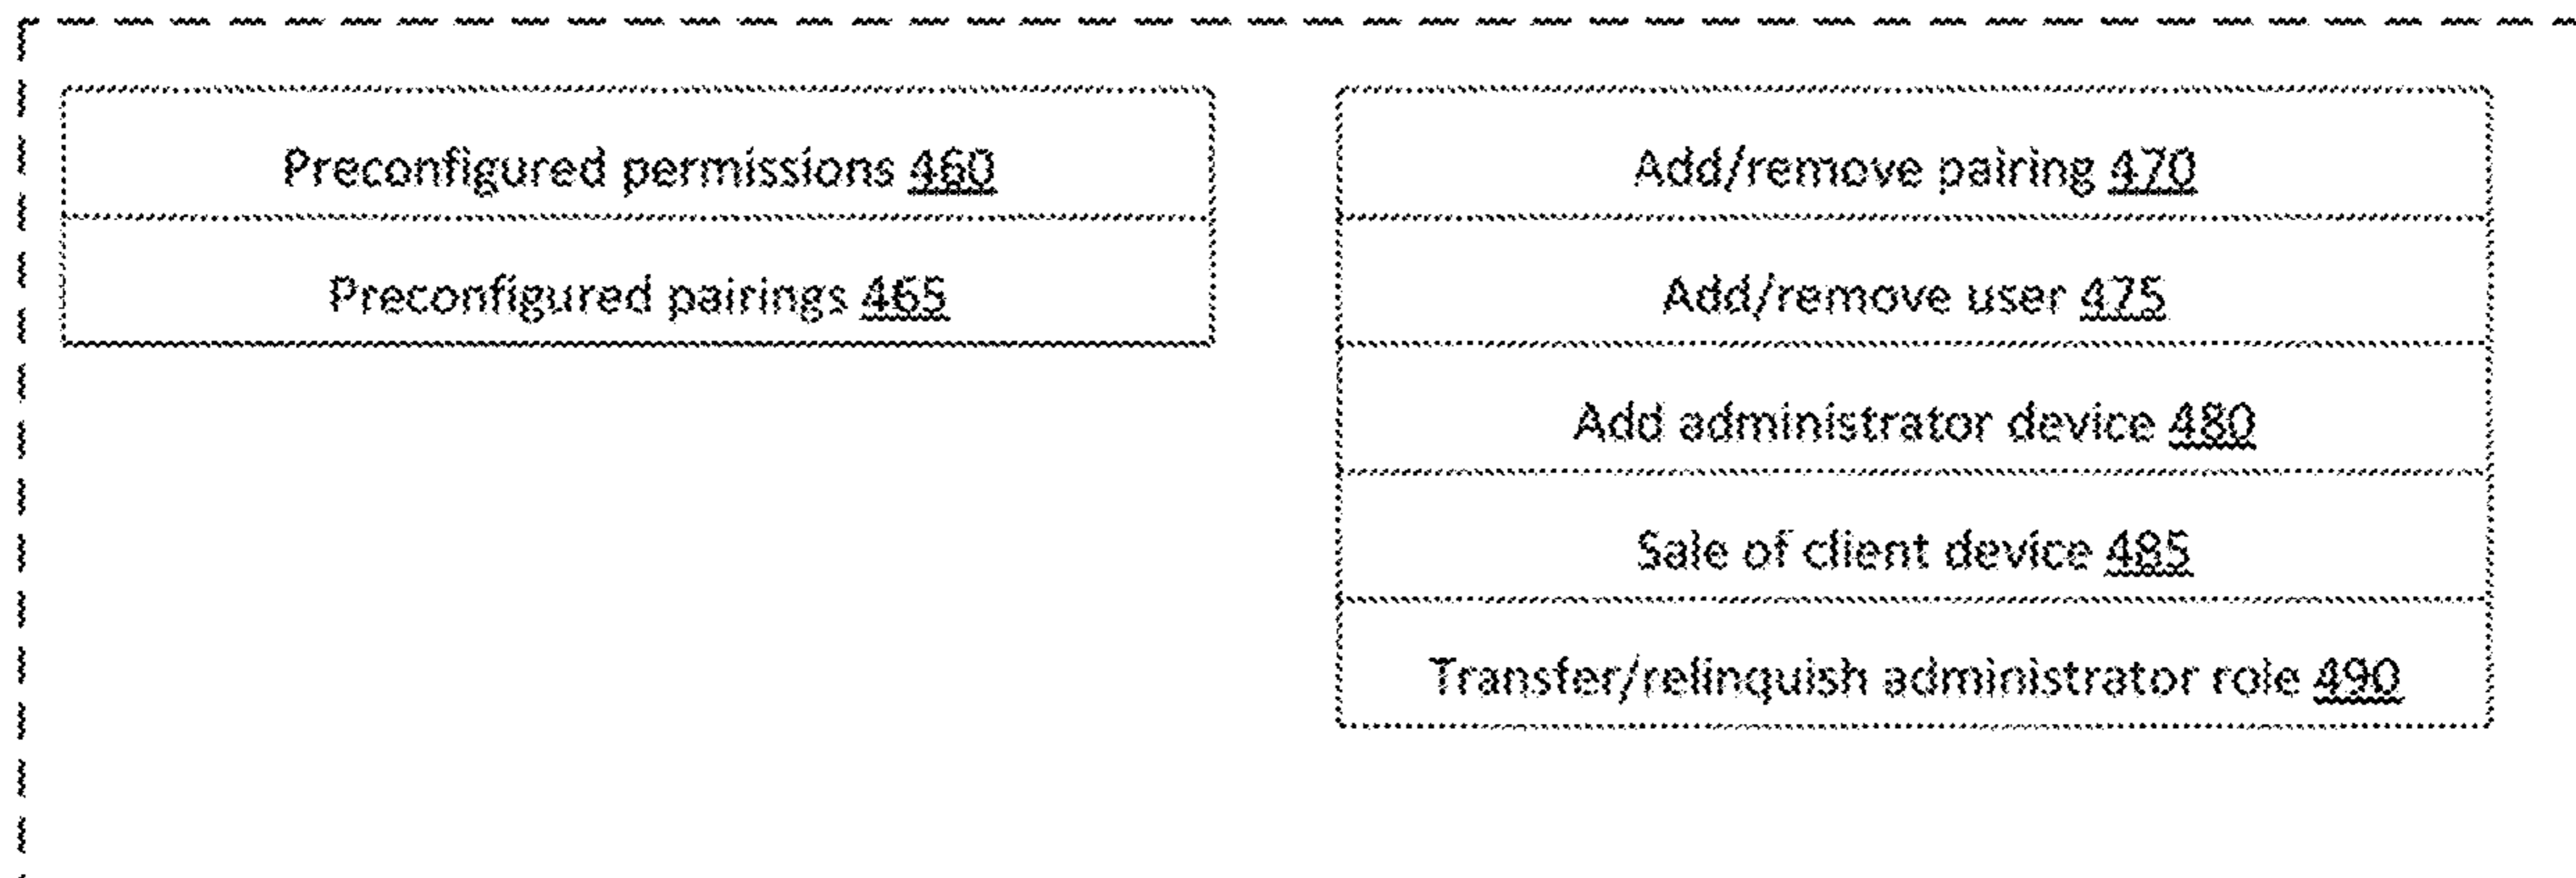 Preconfigured permissions 460
Preconfigured pairings 465
Add/remove pairing 470
Add/remove user 475
Add administrator device 480
Sale of client device 485
Transfer/relinquish administrator role 490